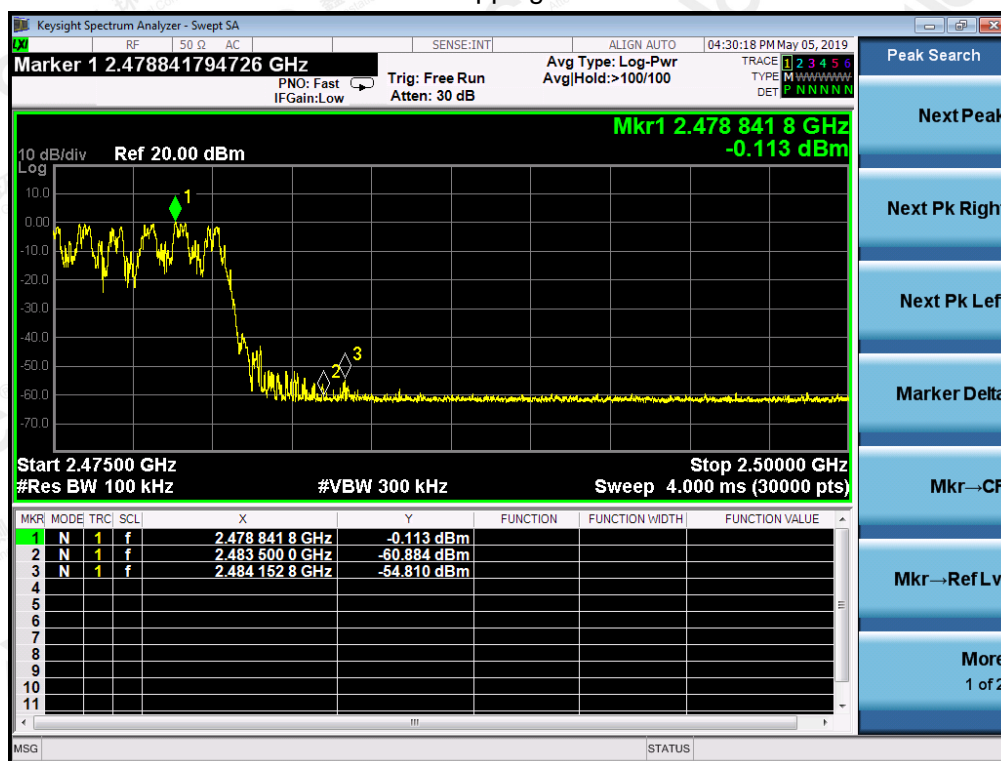 Keysight Spectrum Analyzer - Swept SA
LXI RF 50 Ω AC SENSE:INT ALIGN AUTO 04:30:18 PM May 05, 2019
Marker 1 2.478841794726 GHz
PNO: Fast
IFGain:Low
Trig: Free Run
Atten: 30 dB
Avg Type: Log-Pwr
Avg|Hold:>100/100
TRACE 1 2 3 4 5 6
TYPE M WWWWW
DET P N N N N N
Mkr1 2.478 841 8 GHz
-0.113 dBm
10 dB/div
Log
Ref 20.00 dBm
10.0
0.00
-10.0
-20.0
-30.0
-40.0
-50.0
-60.0
-70.0
1
2
3
Start 2.47500 GHz
Stop 2.50000 GHz
#Res BW 100 kHz #VBW 300 kHz Sweep 4.000 ms (30000 pts)
MKR MODE TRC SCL X Y FUNCTION FUNCTION WIDTH FUNCTION VALUE
1 N 1 f 2.478 841 8 GHz -0.113 dBm
2 N 1 f 2.483 500 0 GHz -60.884 dBm
3 N 1 f 2.484 152 8 GHz -54.810 dBm
4
5
6
7
8
9
10
11
MSG STATUS
Peak Search
Next Peak
Next Pk Right
Next Pk Left
Marker Delta
Mkr→CF
Mkr→Ref Lv
More
1 of 2